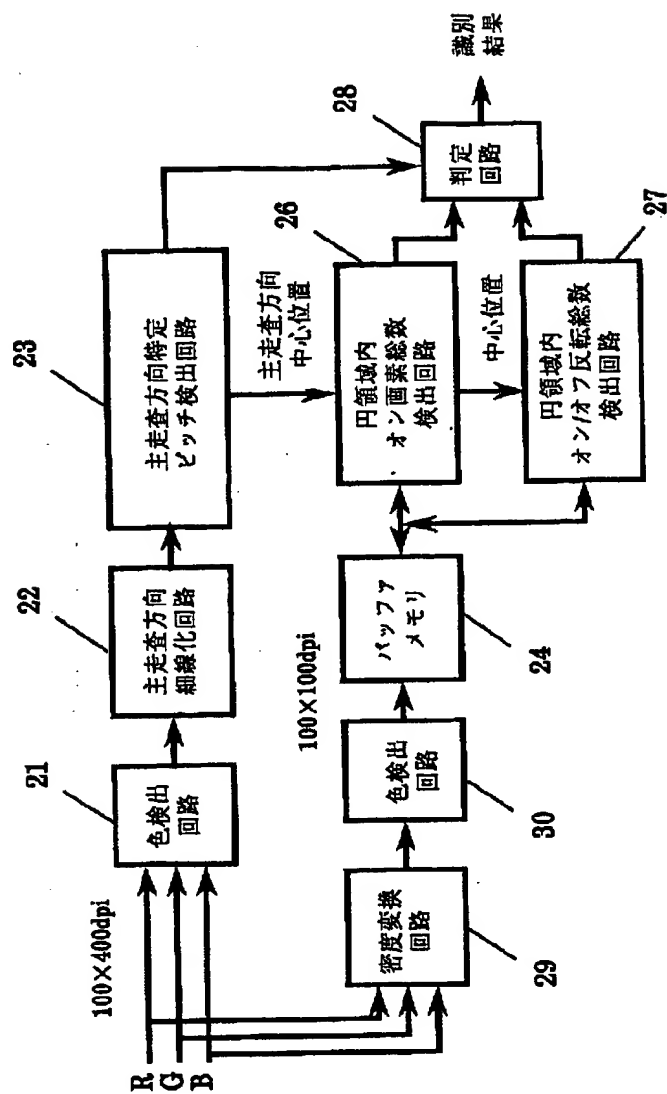 R
G
B
100×400dpi
21
色検出
回路
22
主走査方向
細線化回路
23
主走査方向特定
ピッチ検出回路
主走査方向
中心位置
29
密度変換
回路
30
色検出
回路
100×100dpi
24
バッファ
メモリ
26
円領域内
オン画素総数
検出回路
中心位置
27
円領域内
オン/オフ反転総数
検出回路
28
判定
回路
識別
結果